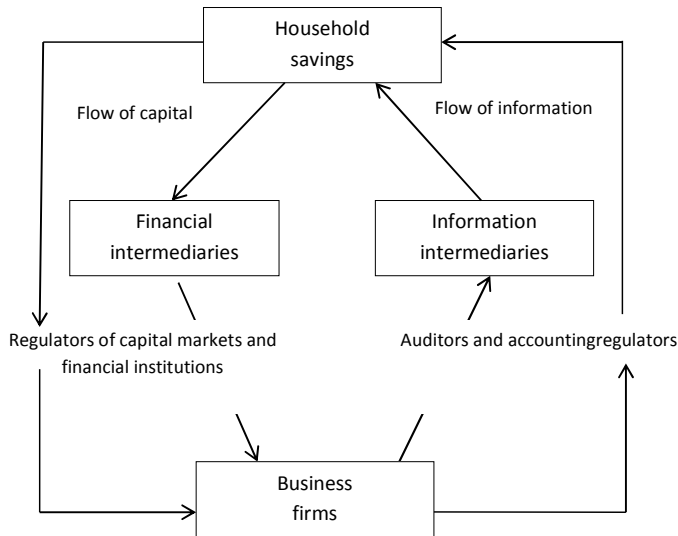 Household
savings
Flow of capital
Flow of information
Financial
intermediaries
Information
intermediaries
Regulators of capital markets and
financial institutions
Auditors and accountingregulators
Business
firms